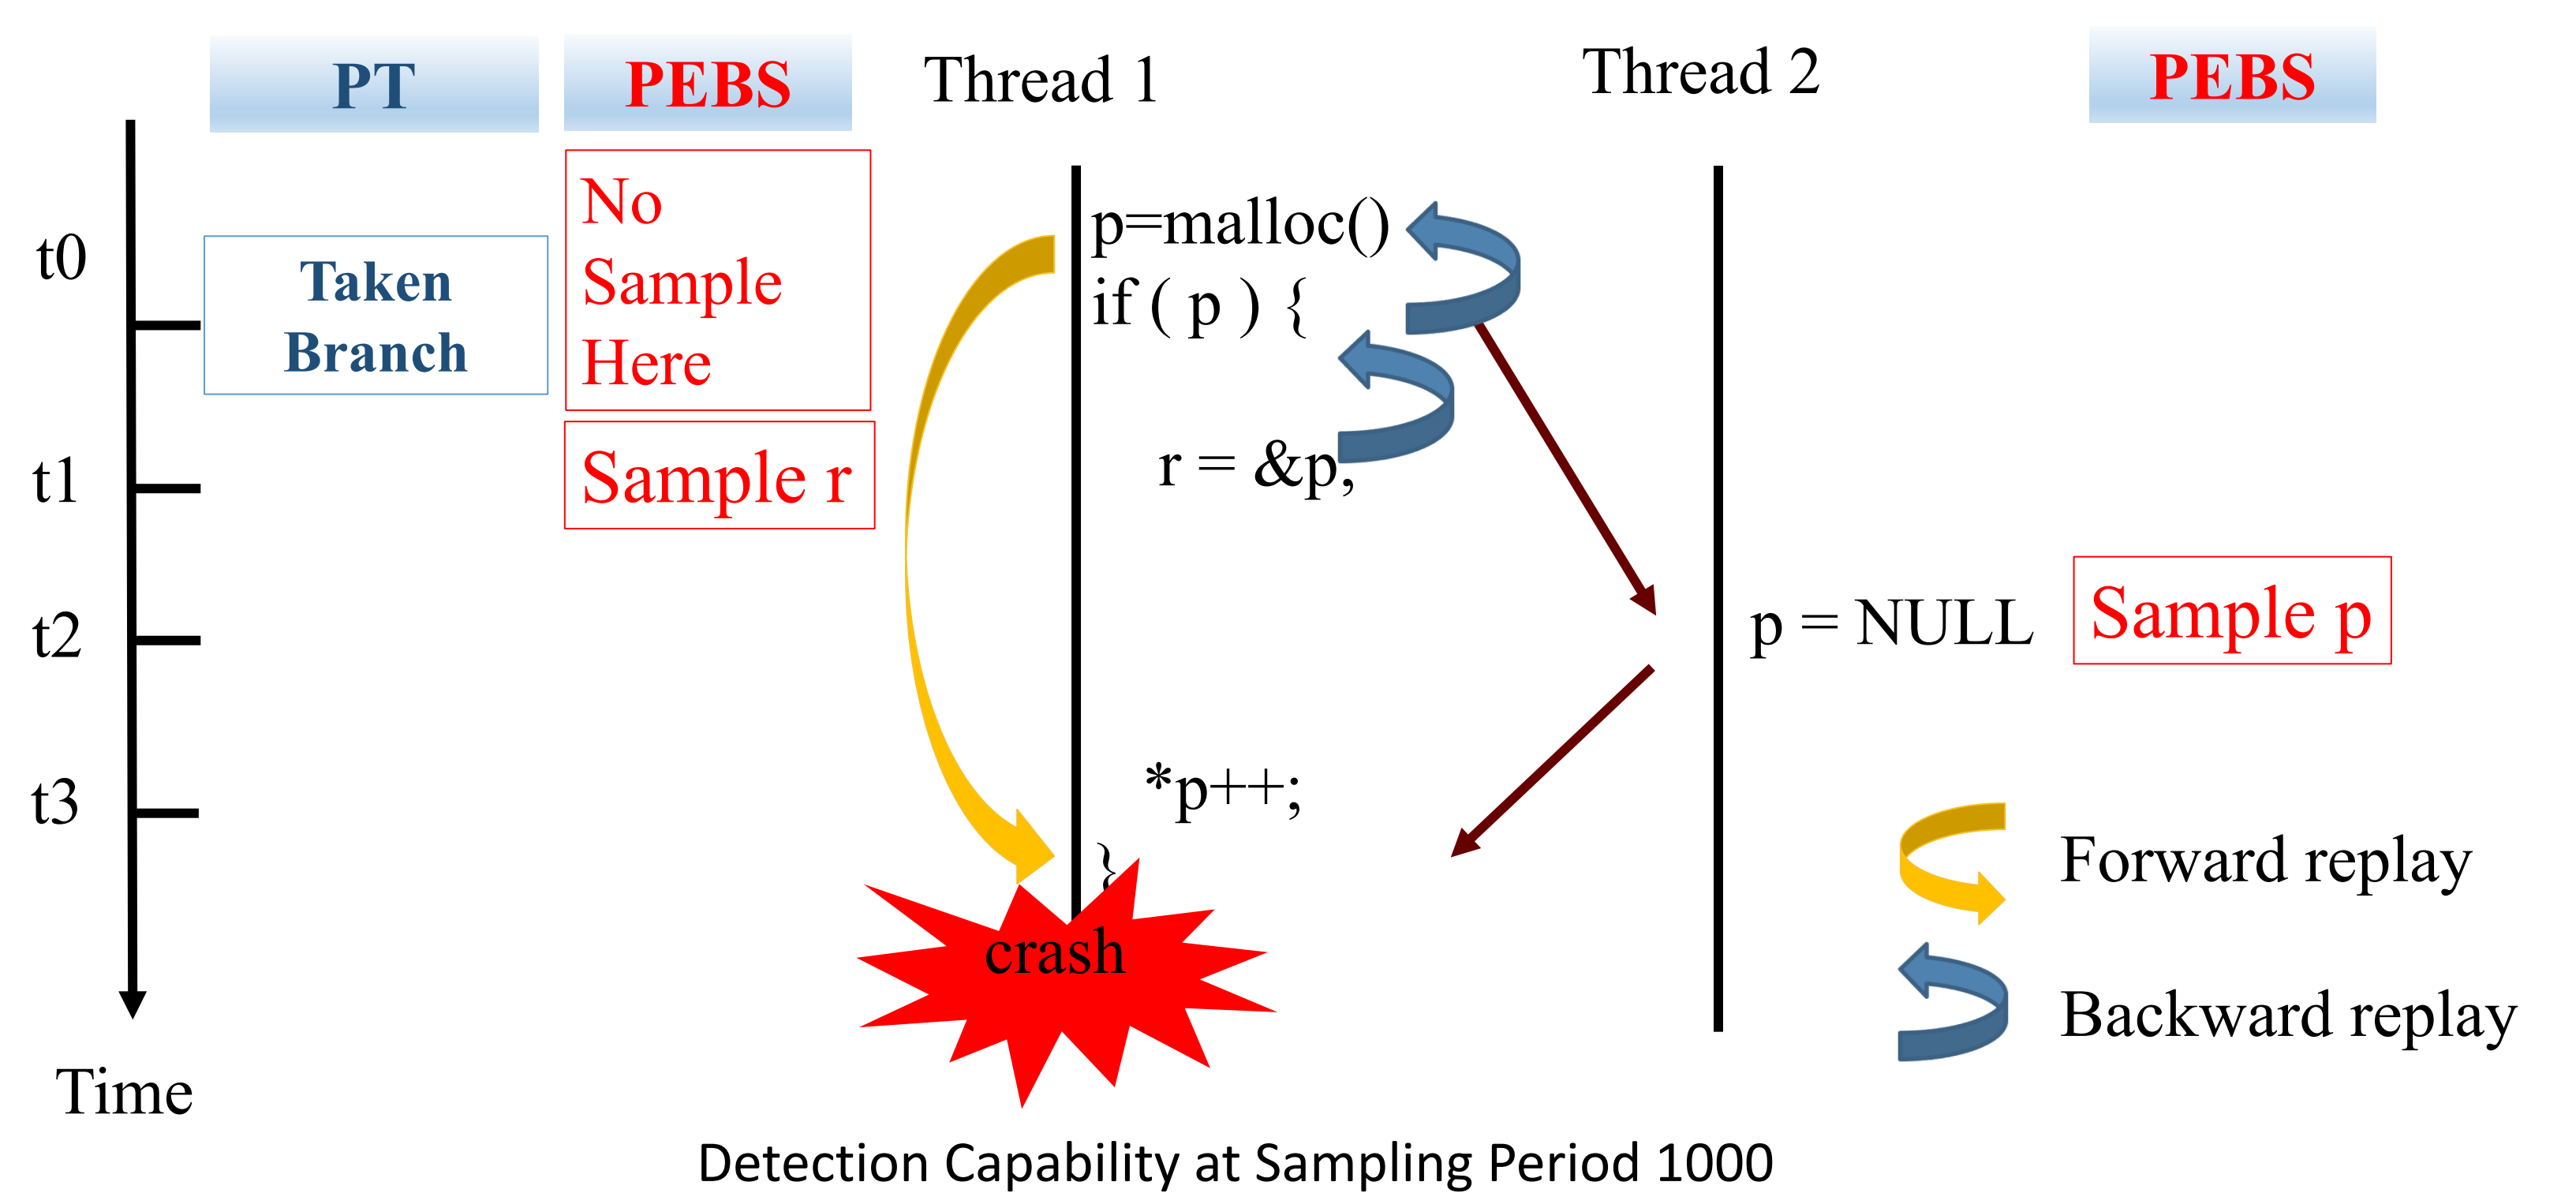 PT
PEBS
Thread 1
Thread 2
PEBS
No
Sample
Here
t0
Taken
Branch
p=malloc()
if ( p ) {
t1
Sample r
r = &p,
t2
p = NULL
Sample p
t3
*p++;
}
Forward replay
crash
Backward replay
Time
Detection Capability at Sampling Period 1000